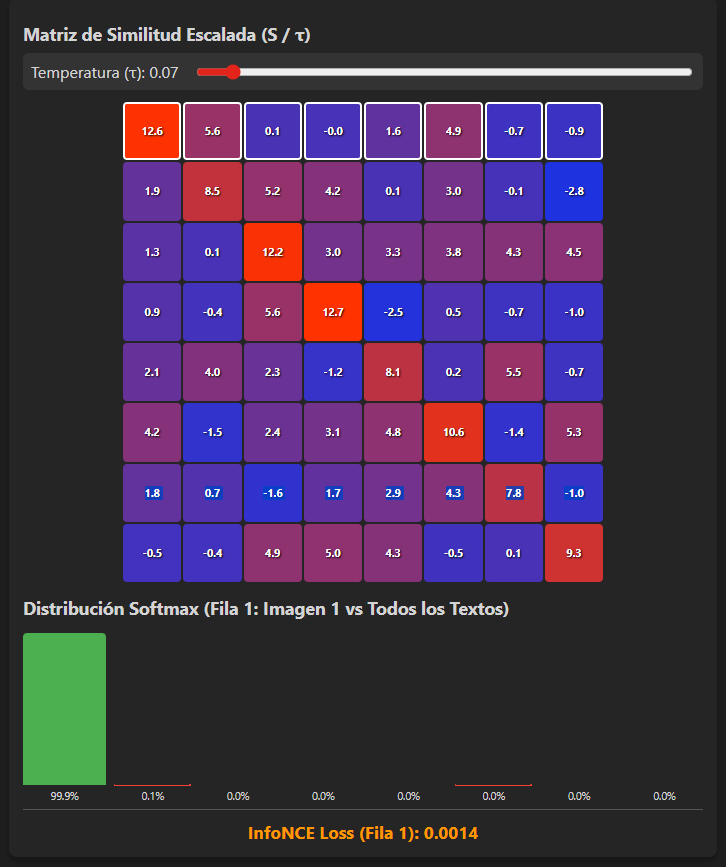 Matriz de Similitud Escalada (S / τ)
Temperatura (τ): 0.07
12.6 5.6 0.1 -0.0 1.6 4.9 -0.7 -0.9
1.9 8.5 5.2 4.2 0.1 3.0 -0.1 -2.8
1.3 0.1 12.2 3.0 3.3 3.8 4.3 4.5
0.9 -0.4 5.6 12.7 -2.5 0.5 -0.7 -1.0
2.1 4.0 2.3 -1.2 8.1 0.2 5.5 -0.7
4.2 -1.5 2.4 3.1 4.8 10.6 -1.4 5.3
1.8 0.7 -1.6 1.7 2.9 4.3 7.8 -1.0
-0.5 -0.4 4.9 5.0 4.3 -0.5 0.1 9.3
Distribución Softmax (Fila 1: Imagen 1 vs Todos los Textos)
99.9% 0.1% 0.0% 0.0% 0.0% 0.0% 0.0% 0.0%
InfoNCE Loss (Fila 1): 0.0014